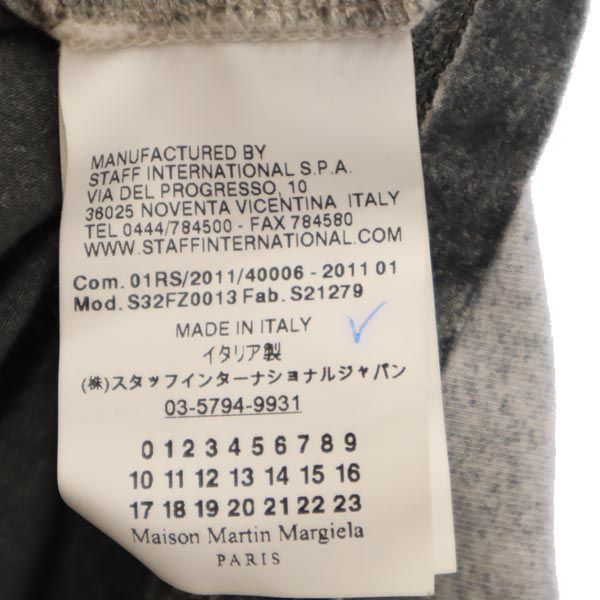 MANUFACTURED BY
STAFF INTERNATIONAL S.P.A.
VIA DEL PROGRESSO, 10
36025 NOVENTA VICENTINA ITALY
TEL 0444/784500 - FAX 784580
WWW.STAFFINTERNATIONAL.COM
Com. 01RS/2011/40006 - 2011 01
Mod. S32FZ0013 Fab. S21279
MADE IN ITALY
イタリア製
(株)スタッフインターナショナルジャパン
03-5794-9931
0 1 2 3 4 5 6 7 8 9
10 11 12 13 14 15 16
17 18 19 20 21 22 23
Maison Martin Margiela
PARIS